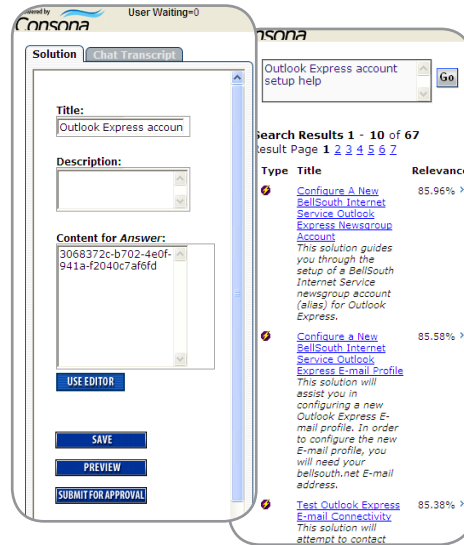 Powered by
Consona
User Waiting=0
Solution
Chat Transcript
Title:
Outlook Express accoun
Description:
Content for Answer:
3068372c-b702-4e0f-
941a-f2040c7af6fd
USE EDITOR
SAVE
PREVIEW
SUBMIT FOR APPROVAL
nsona
Outlook Express account
setup help
Go
Search Results 1 - 10 of 67
Result Page 1 2 3 4 5 6 7
Type Title Relevance
Configure A New 85.96%
BellSouth Internet
Service Outlook
Express Newsgroup
Account
This solution guides
you through the
setup of a BellSouth
Internet Service
newsgroup account
(alias) for Outlook
Express.
Configure a New 85.58%
BellSouth Internet
Service Outlook
Express E-mail Profile
This solution will
assist you in
configuring a new
Outlook Express E-
mail profile. In order
to configure the new
E-mail profile, you
will need your
bellsouth.net E-mail
address.
Test Outlook Express 85.38%
E-mail Connectivity
This solution will
attempt to contact